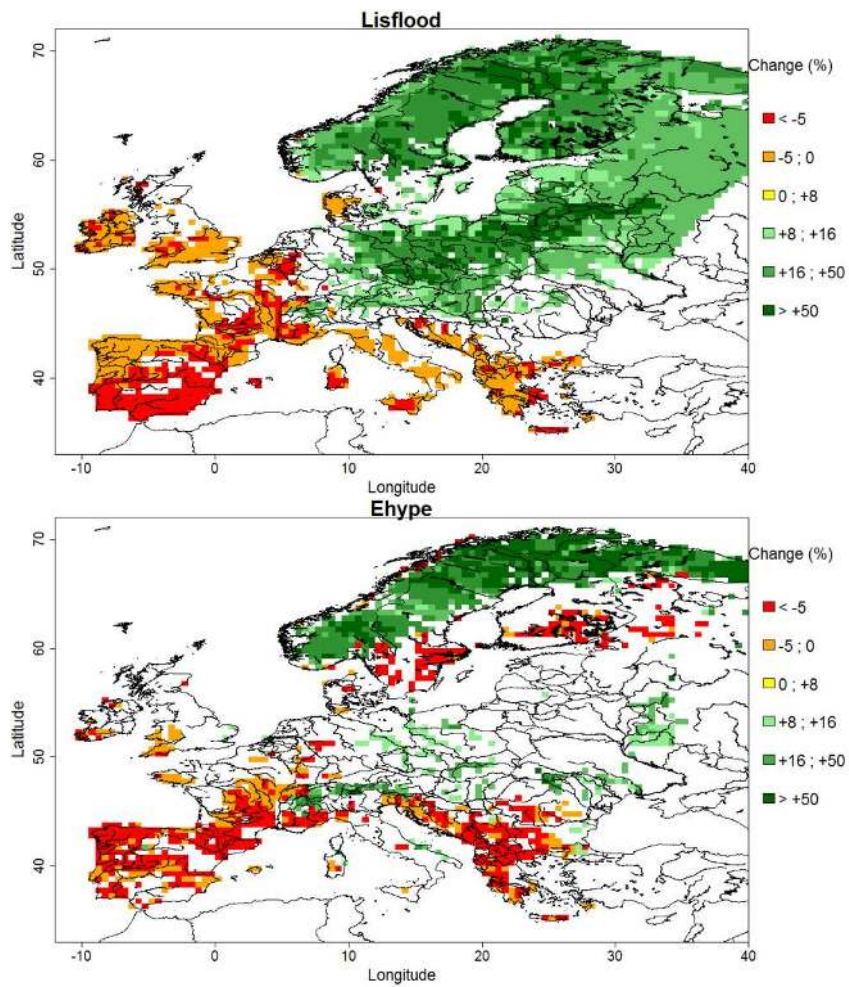 Lisflood
70
60
50
40
Latitude
-10 0 10 20 30 40
Longitude
Change (%)
< -5
-5 ; 0
0 ; +8
+8 ; +16
+16 ; +50
> +50
Ehype
70
60
50
40
Latitude
-10 0 10 20 30 40
Longitude
Change (%)
< -5
-5 ; 0
0 ; +8
+8 ; +16
+16 ; +50
> +50